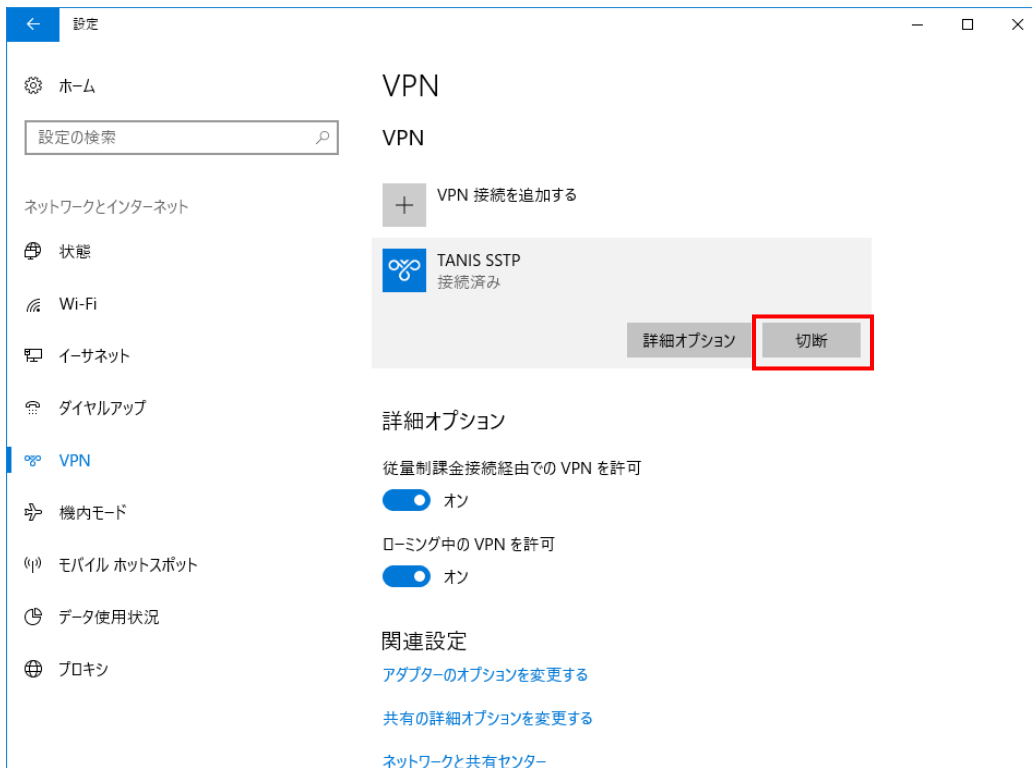 設定
ホーム
設定の検索
ネットワークとインターネット
状態
Wi-Fi
イーサネット
ダイヤルアップ
VPN
機内モード
モバイル ホットスポット
データ使用状況
プロキシ
VPN
VPN
VPN 接続を追加する
TANIS SSTP
接続済み
詳細オプション 切断
詳細オプション
従量制課金接続経由での VPN を許可
オン
ローミング中の VPN を許可
オン
関連設定
アダプターのオプションを変更する
共有の詳細オプションを変更する
ネットワークと共有センター